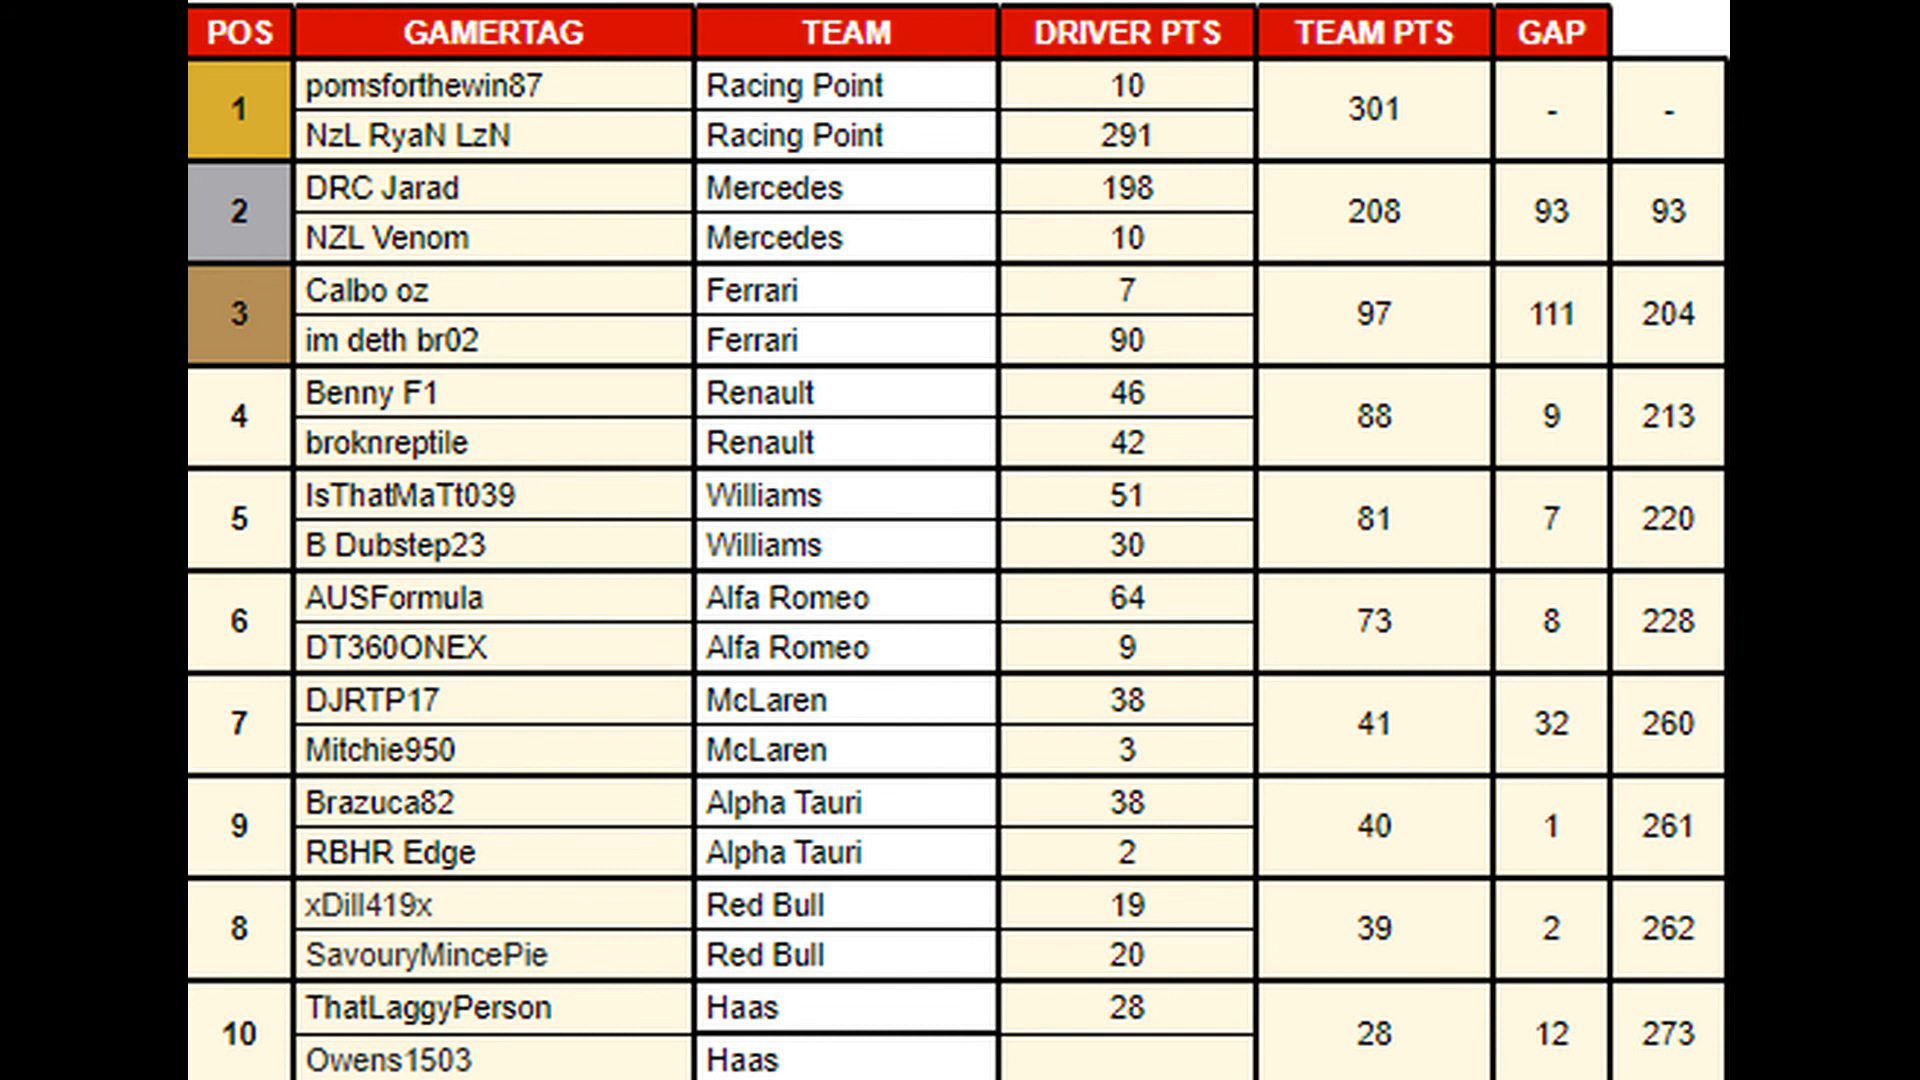 POS GAMERTAG TEAM DRIVER PTS TEAM PTS GAP
1 pomsforthewin87 Racing Point 10 301 - -
NzL RyaN LzN Racing Point 291
2 DRC Jarad Mercedes 198 208 93 93
NZL Venom Mercedes 10
3 Calbo oz Ferrari 7 97 111 204
im deth br02 Ferrari 90
4 Benny F1 Renault 46 88 9 213
broknreptile Renault 42
5 IsThatMaTt039 Williams 51 81 7 220
B Dubstep23 Williams 30
6 AUSFormula Alfa Romeo 64 73 8 228
DT360ONEX Alfa Romeo 9
7 DJRTP17 McLaren 38 41 32 260
Mitchie950 McLaren 3
9 Brazuca82 Alpha Tauri 38 40 1 261
RBHR Edge Alpha Tauri 2
8 xDill419x Red Bull 19 39 2 262
SavouryMincePie Red Bull 20
10 ThatLaggyPerson Haas 28 28 12 273
Owens1503 Haas